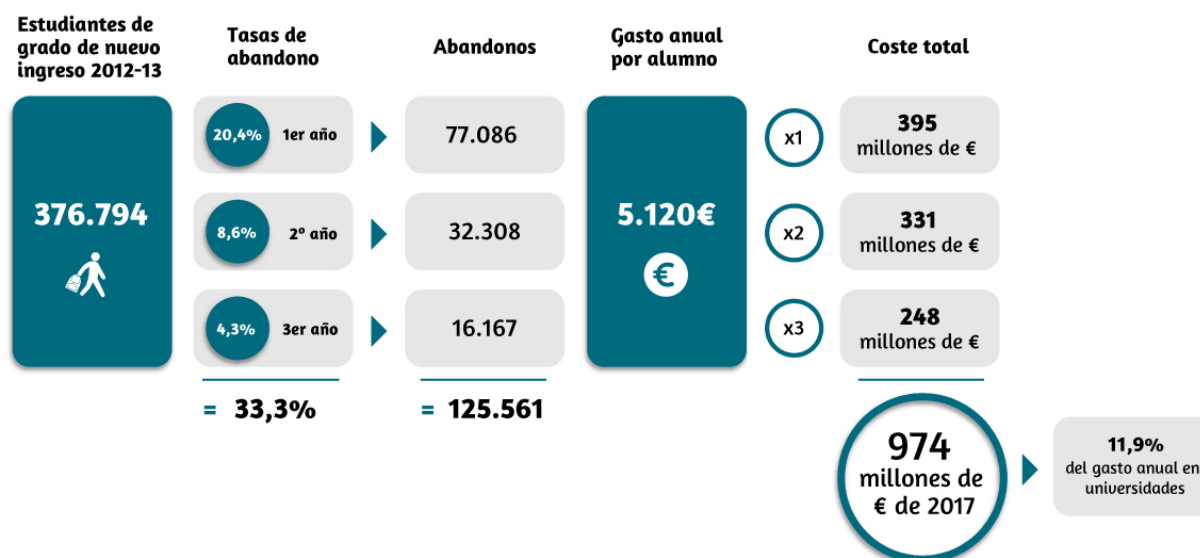 Estudiantes de
grado de nuevo
ingreso 2012-13
Tasas de
abandono
Abandonos
Gasto anual
por alumno
Coste total
376.794
20,4%
1er año
77.086
5.120€
€
x1
395
millones de €
8,6%
2º año
32.308
x2
331
millones de €
4,3%
3er año
16.167
x3
248
millones de €
= 33,3%
= 125.561
974
millones de
€ de 2017
11,9%
del gasto anual en
universidades